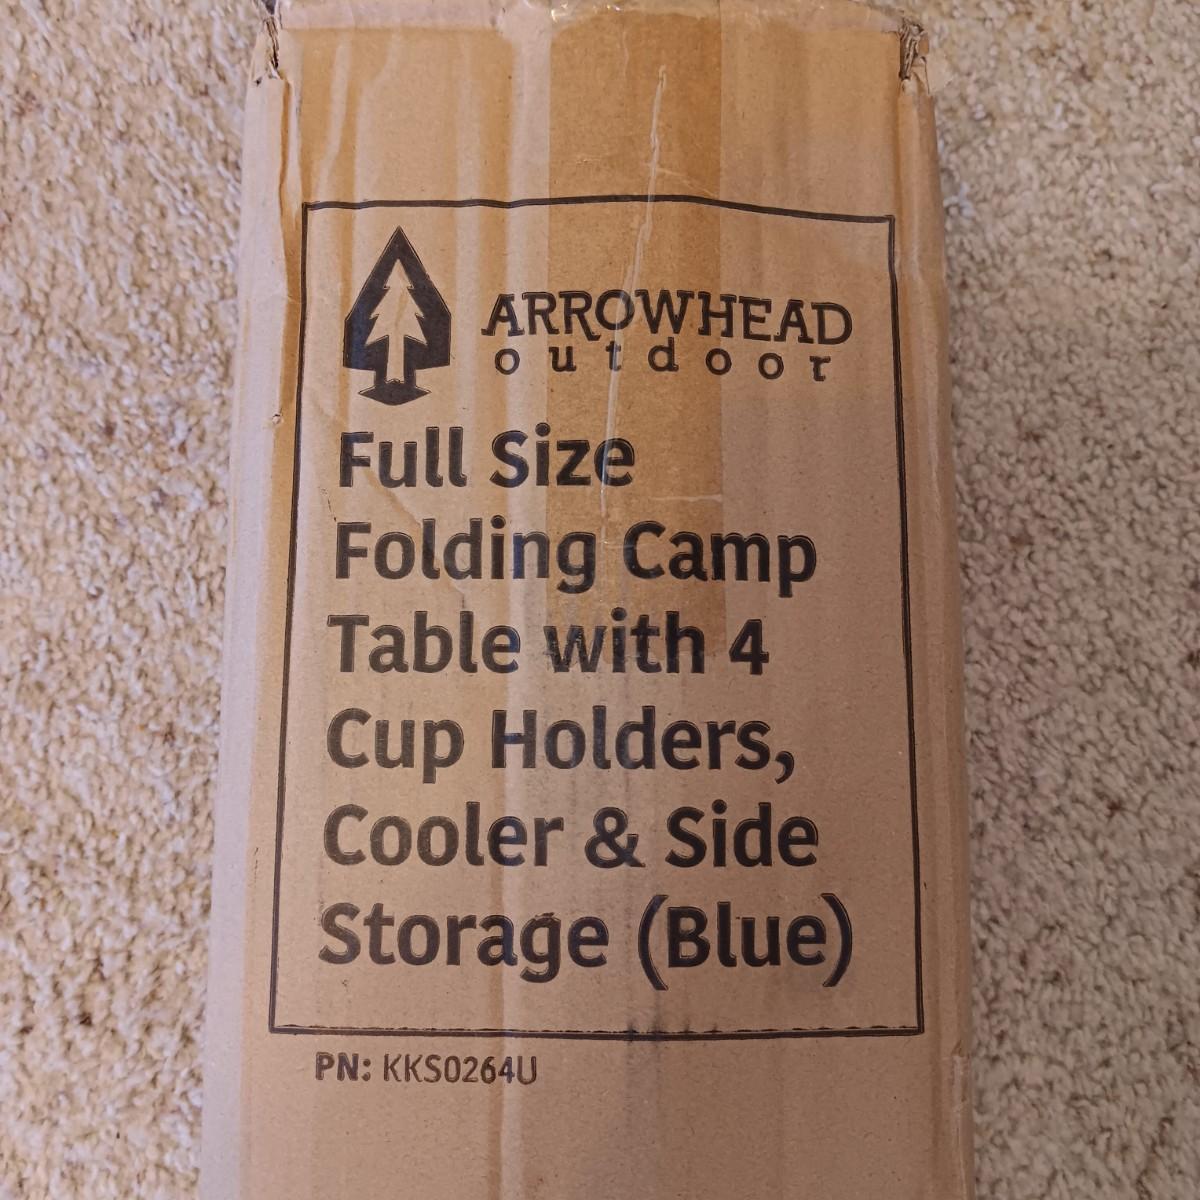 ARROWHEAD
outdoor
Full Size
Folding Camp
Table with 4
Cup Holders,
Cooler & Side
Storage (Blue)
PN: KKS0264U